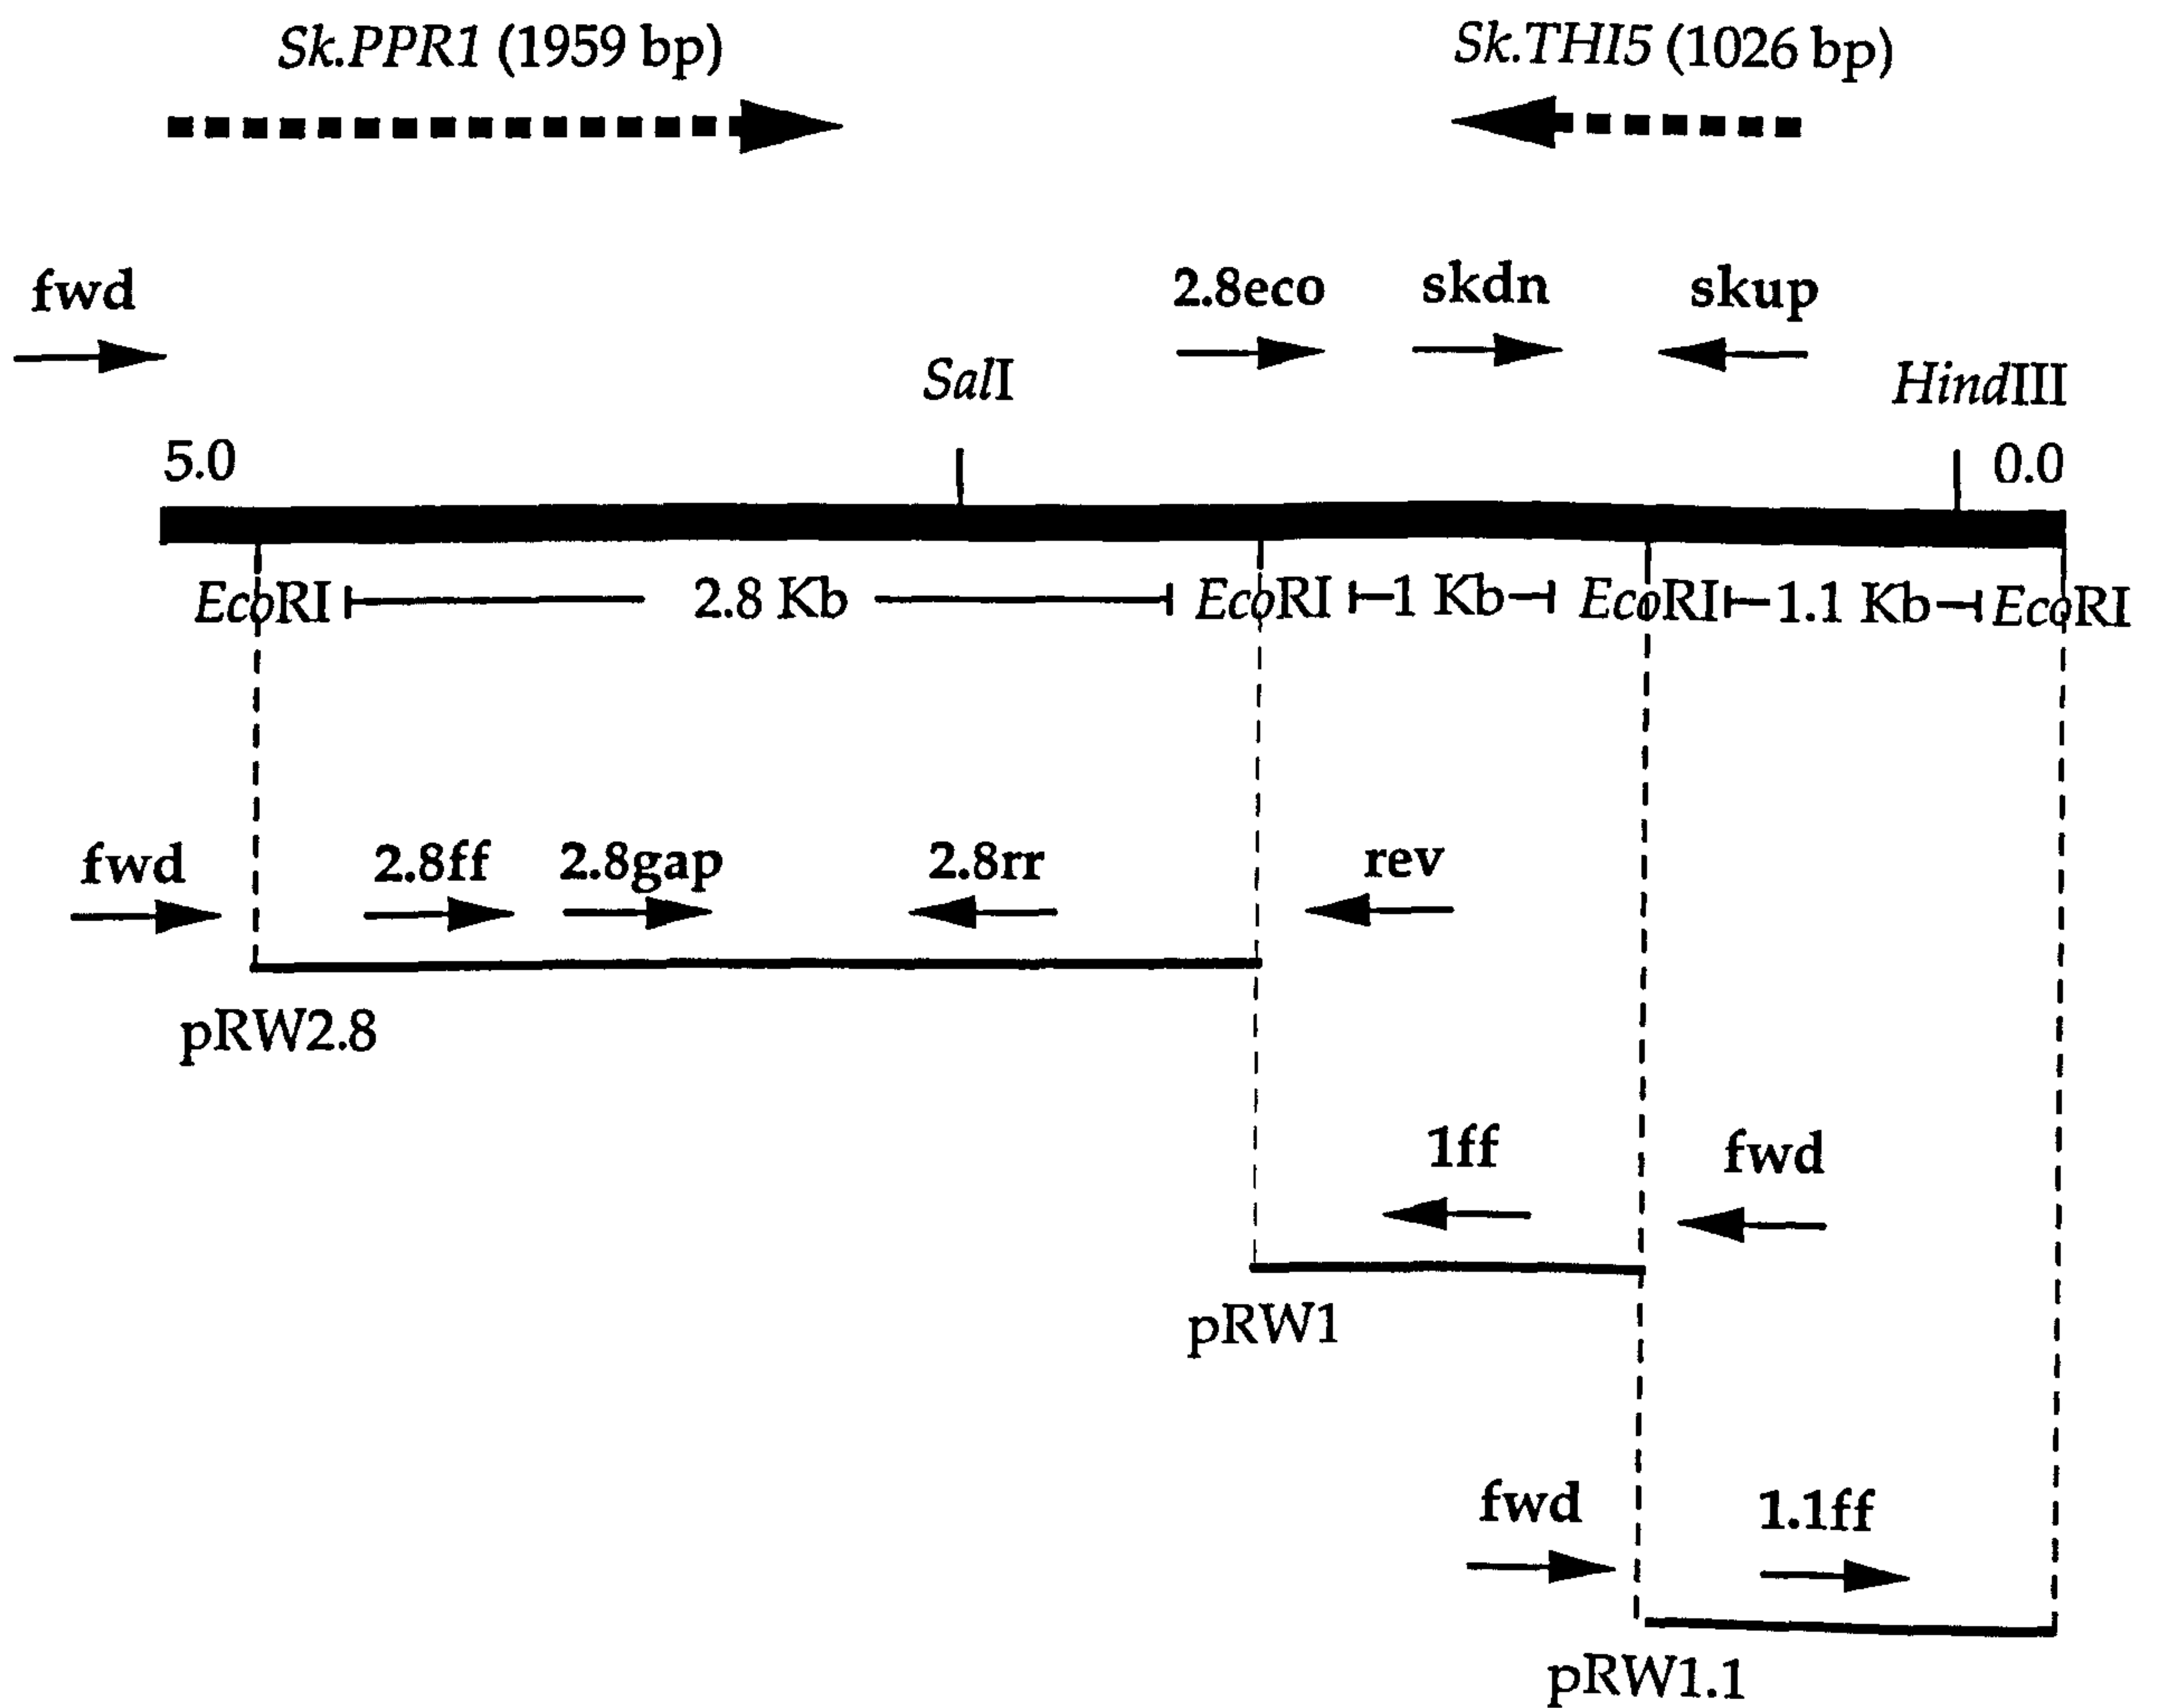 Sk.PPR1 (1959 bp)
Sk.THI5 (1026 bp)
fwd
2.8eco
skdn
skup
SalI
HindIII
5.0
0.0
EcoRI
2.8 Kb
EcoRI
1 Kb
EcoRI
1.1 Kb
EcoRI
fwd
2.8ff
2.8gap
2.8rr
rev
pRW2.8
1ff
fwd
pRW1
fwd
1.1ff
pRW1.1